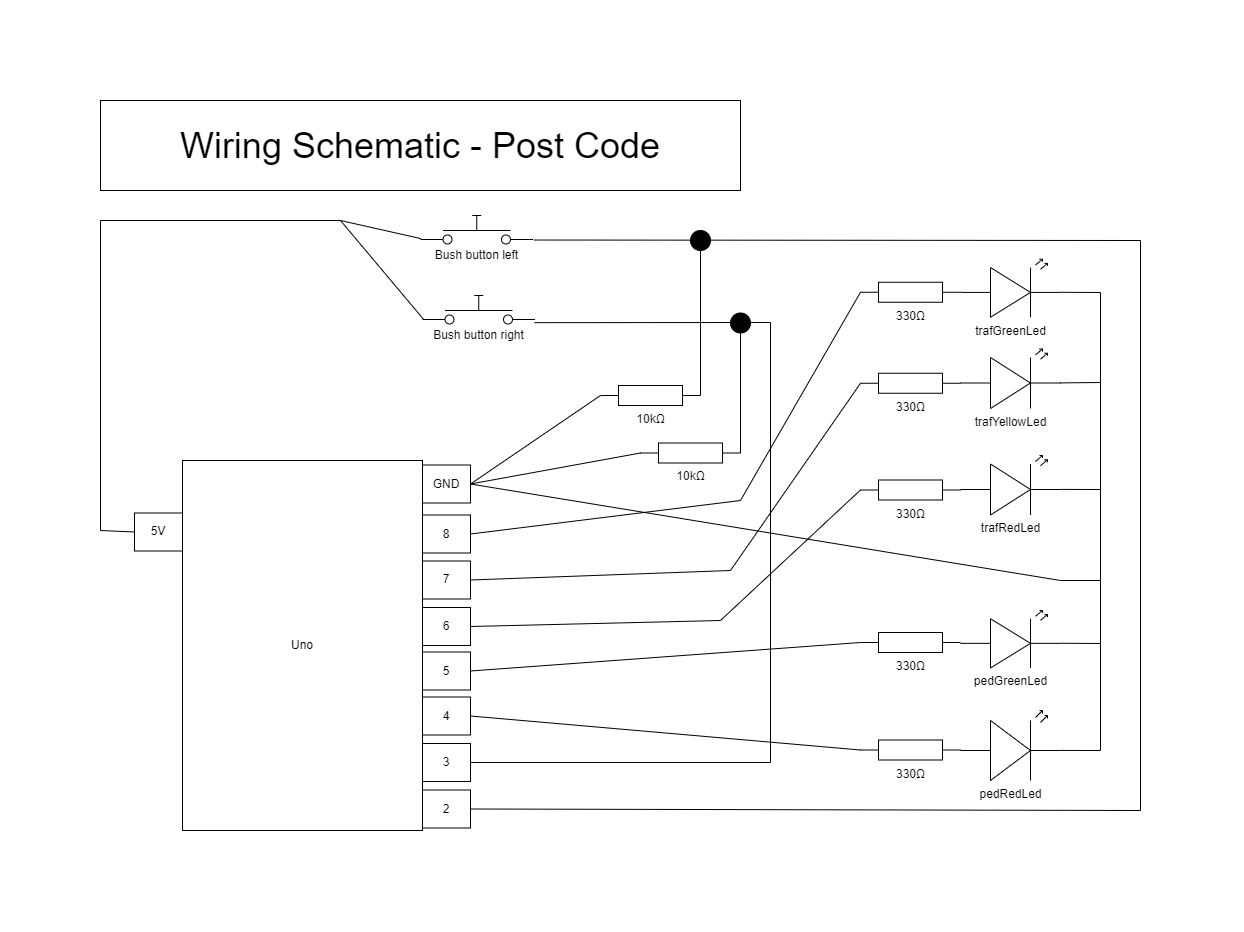 Wiring Schematic - Post Code
Bush button left
Bush button right
330Ω
trafGreenLed
330Ω
trafYellowLed
10kΩ
10kΩ
GND
330Ω
trafRedLed
5V
8
7
6
Uno
5
330Ω
pedGreenLed
4
3
330Ω
pedRedLed
2